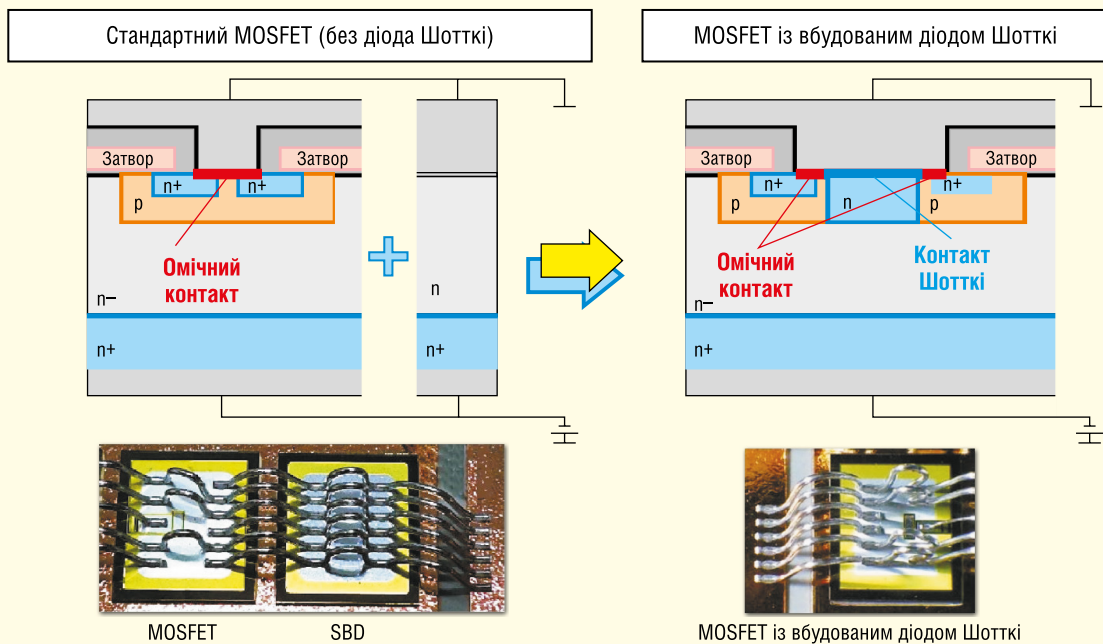 Стандартний MOSFET (без діода Шотткі)
Затвор
Затвор
n+
n+
p
Омічний
контакт
n–
n+
n
n+
MOSFET
SBD
MOSFET із вбудованим діодом Шотткі
Затвор
Затвор
n+
n+
p
n
p
Омічний
контакт
Контакт
Шотткі
n–
n+
MOSFET із вбудованим діодом Шотткі